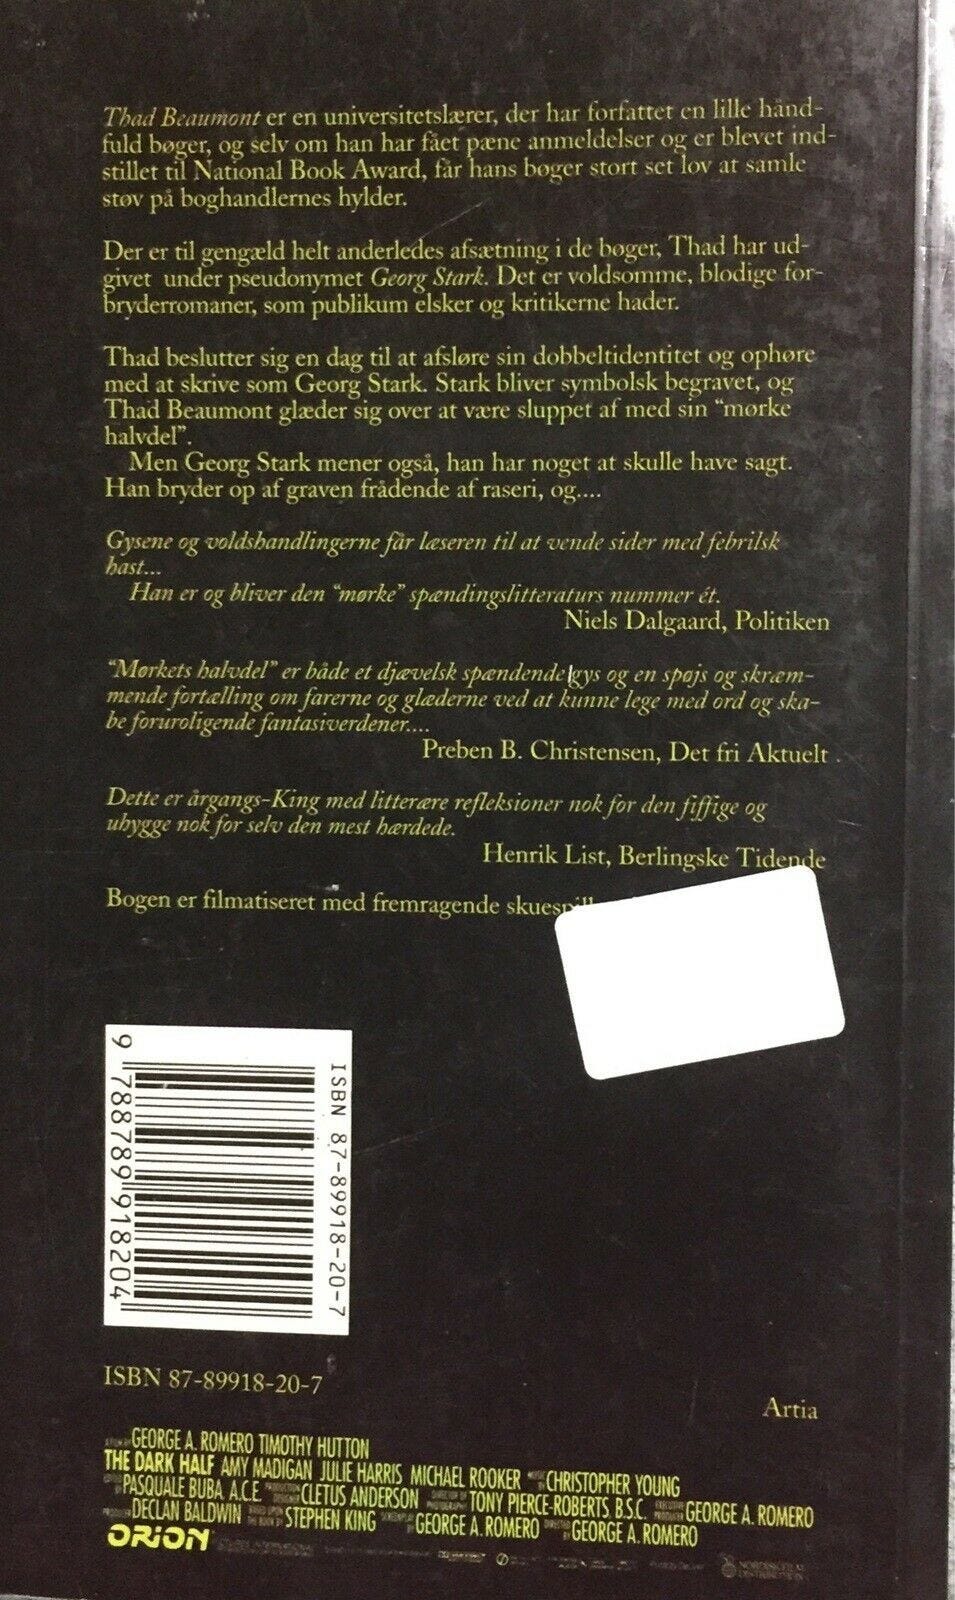 Thad Beaumont er en universitetslærer, der har forfattet en lille hånd-
fuld bøger, og selv om han har fået pæne anmeldelser og er blevet ind-
stillet til National Book Award, får hans bøger stort set lov at samle
støv på boghandlernes hylder.
Der er til gengæld helt anderledes afsætning i de bøger, Thad har ud-
givet under pseudonymet Georg Stark. Det er voldsomme, blodige for-
bryderromaner, som publikum elsker og kritikerne hader.
Thad beslutter sig en dag til at afsløre sin dobbeltidentitet og ophøre
med at skrive som Georg Stark. Stark bliver symbolsk begravet, og
Thad Beaumont glæder sig over at være sluppet af med sin "mørke
halvdel".
Men Georg Stark mener også, han har noget at skulle have sagt.
Han bryder op af graven frådende af raseri, og....
Gysene og voldshandlingerne får læseren til at vende sider med febrilsk
hast...
Han er og bliver den "mørke" spændingslitteraturs nummer ét.
Niels Dalgaard, Politiken
"Mørkets halvdel" er både et djævelsk spændende gys og en spøjs og skræm-
mende fortælling om farerne og glæderne ved at kunne lege med ord og ska-
be foruroligende fantasiverdener....
Preben B. Christensen, Det fri Aktuelt
Dette er årgangs-King med litterære refleksioner nok for den fiffige og
uhygge nok for selv den mest hærdede.
Henrik List, Berlingske Tidende
Bogen er filmatiseret med fremragende
ISBN 87-89918-20-7
9 788789 918204
ISBN 87-89918-20-7
Artia
GEORGE A. ROMERO TIMOTHY HUTTON
THE DARK HALF AMY MADIGAN JULIE HARRIS MICHAEL ROOKER CHRISTOPHER YOUNG
PASQUALE BUBA, A.C.E. CLETUS ANDERSON TONY PIERCE-ROBERTS, B.S.C. GEORGE A. ROMERO
DECLAN BALDWIN STEPHEN KING GEORGE A. ROMERO GEORGE A. ROMERO
ORION